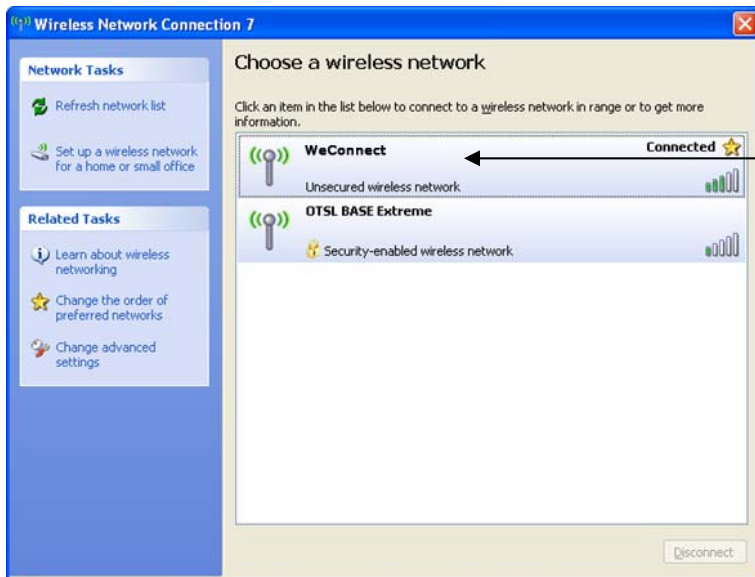 Wireless Network Connection 7
Network Tasks
Refresh network list
Set up a wireless network
for a home or small office
Related Tasks
Learn about wireless
networking
Change the order of
preferred networks
Change advanced
settings
Choose a wireless network
Click an item in the list below to connect to a wireless network in range or to get more
information.
WeConnect
Connected
Unsecured wireless network
OTSL BASE Extreme
Security-enabled wireless network
Disconnect